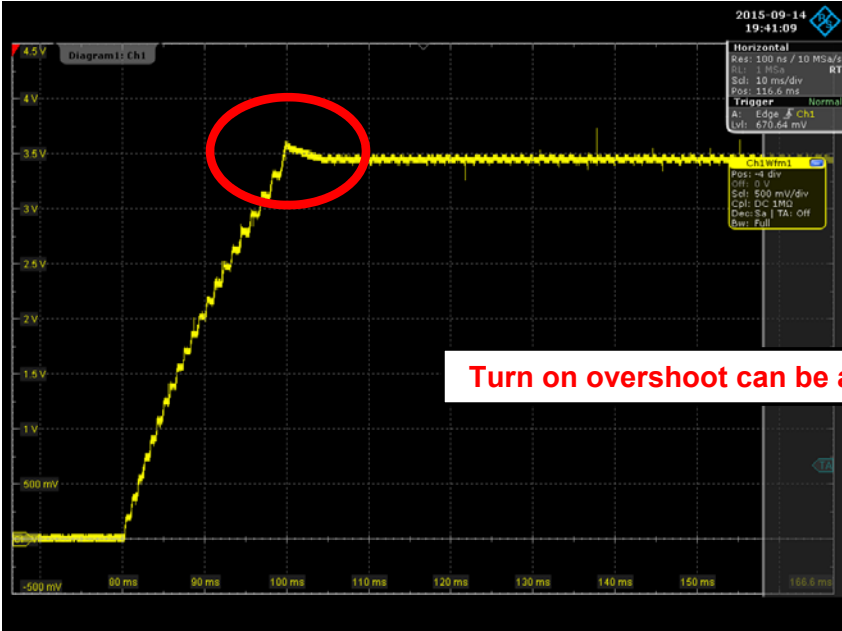 2015-09-14
19:41:09
Diagram1: Ch1
Horizontal
Res: 100 ns / 10 MSa/s
RL: 1 MSa RT
Scl: 10 ms/div
Pos: 116.6 ms
Trigger Normal
A: Edge Ch1
Lvl: 670.64 mV
Ch1Wfm1
Pos: -4 div
Off: 0 V
Scl: 500 mV/div
Cpl: DC 1MΩ
Dec: Sa | TA: Off
Bw: Full
4.5 V
4 V
3.5 V
3 V
2.5 V
2 V
1.5 V
Turn on overshoot can be a
1 V
TA
500 mV
-500 mV
80 ms 90 ms 100 ms 110 ms 120 ms 130 ms 140 ms 150 ms 166.6 ms